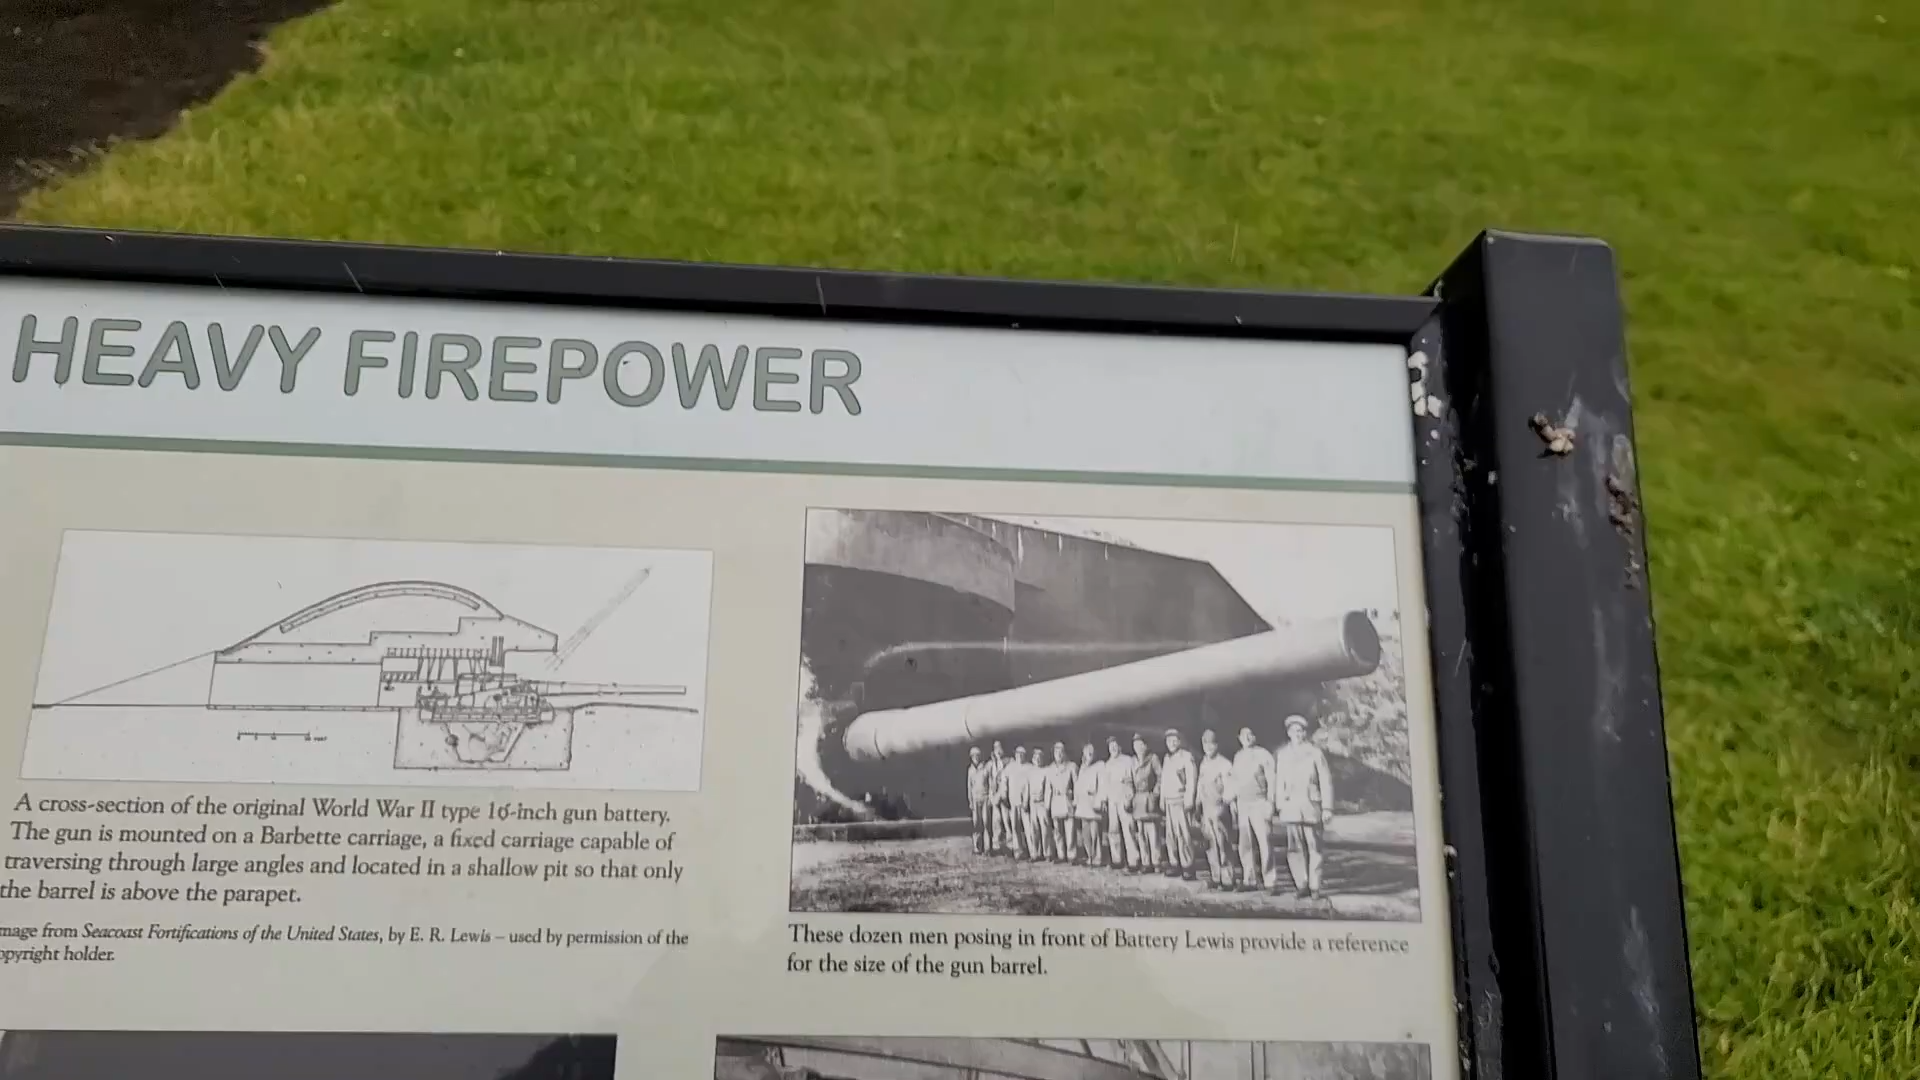 HEAVY FIREPOWER
A cross-section of the original World War II type 16-inch gun battery.
The gun is mounted on a Barbette carriage, a fixed carriage capable of
traversing through large angles and located in a shallow pit so that only
the barrel is above the parapet.
mage from Seacoast Fortifications of the United States, by E. R. Lewis – used by permission of the
opyright holder.
These dozen men posing in front of Battery Lewis provide a reference
for the size of the gun barrel.